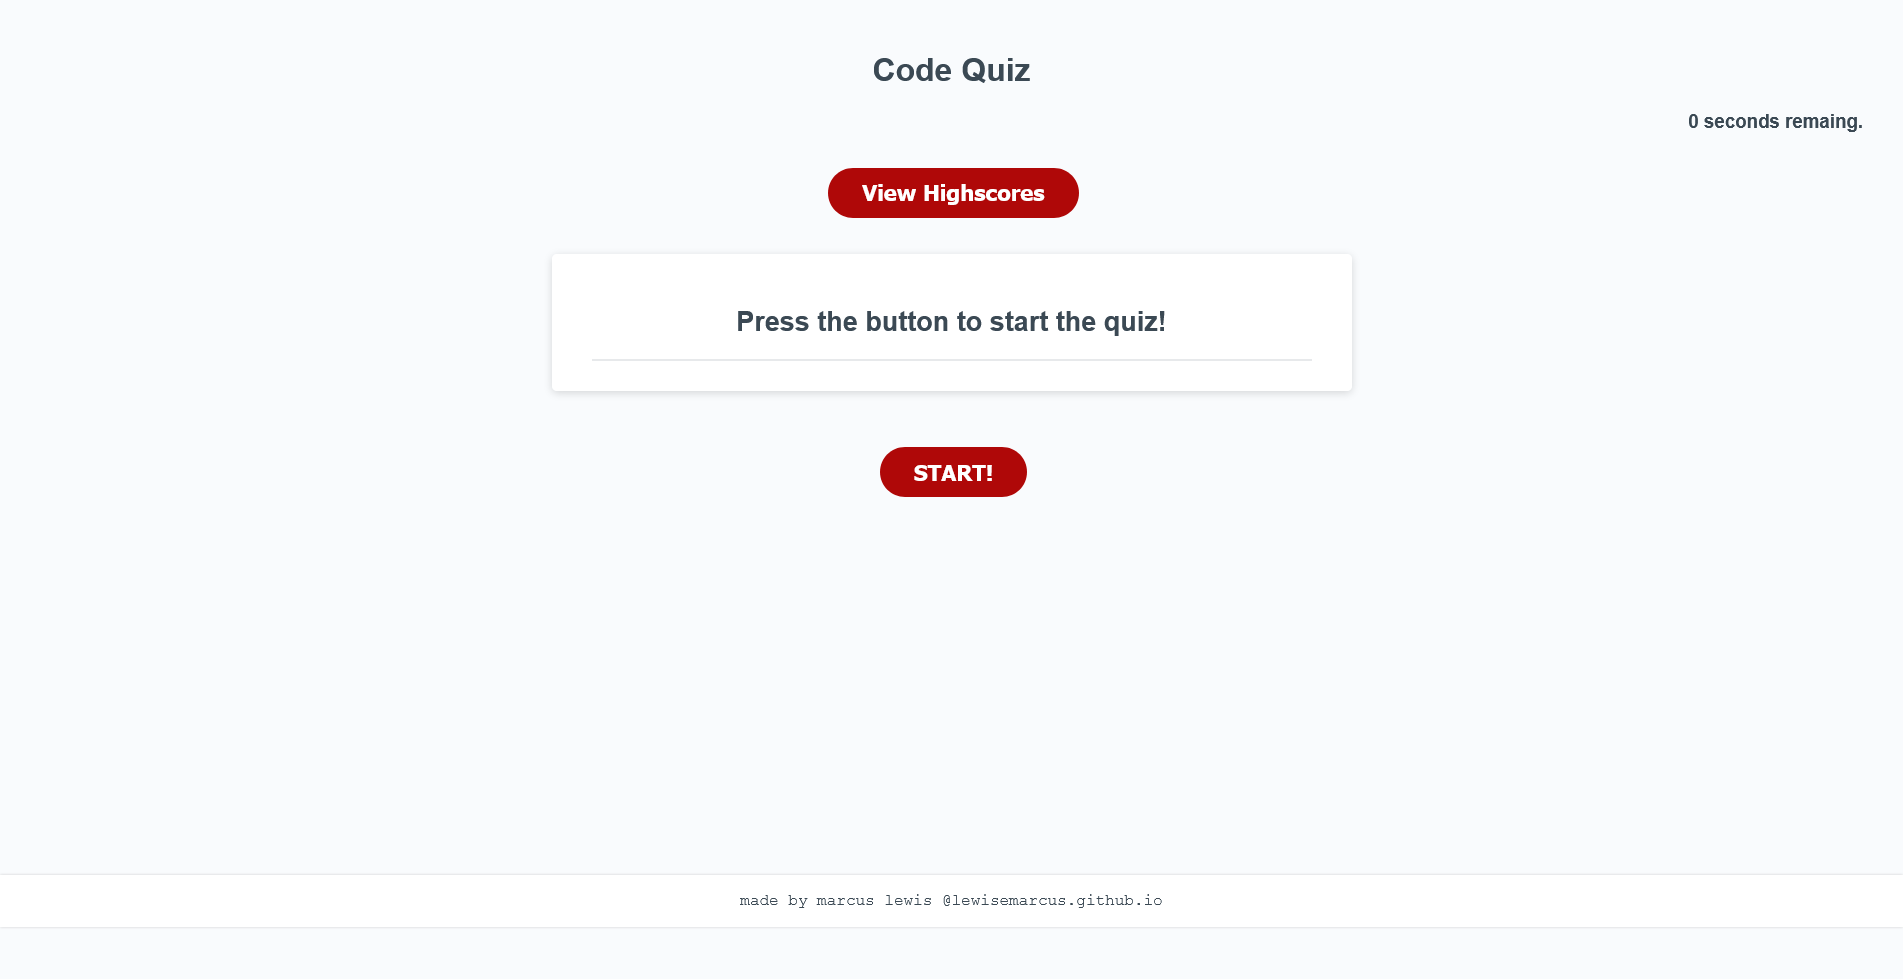 Code Quiz
0 seconds remaing.
View Highscores
Press the button to start the quiz!
START!
made by marcus lewis @lewisemarcus.github.io